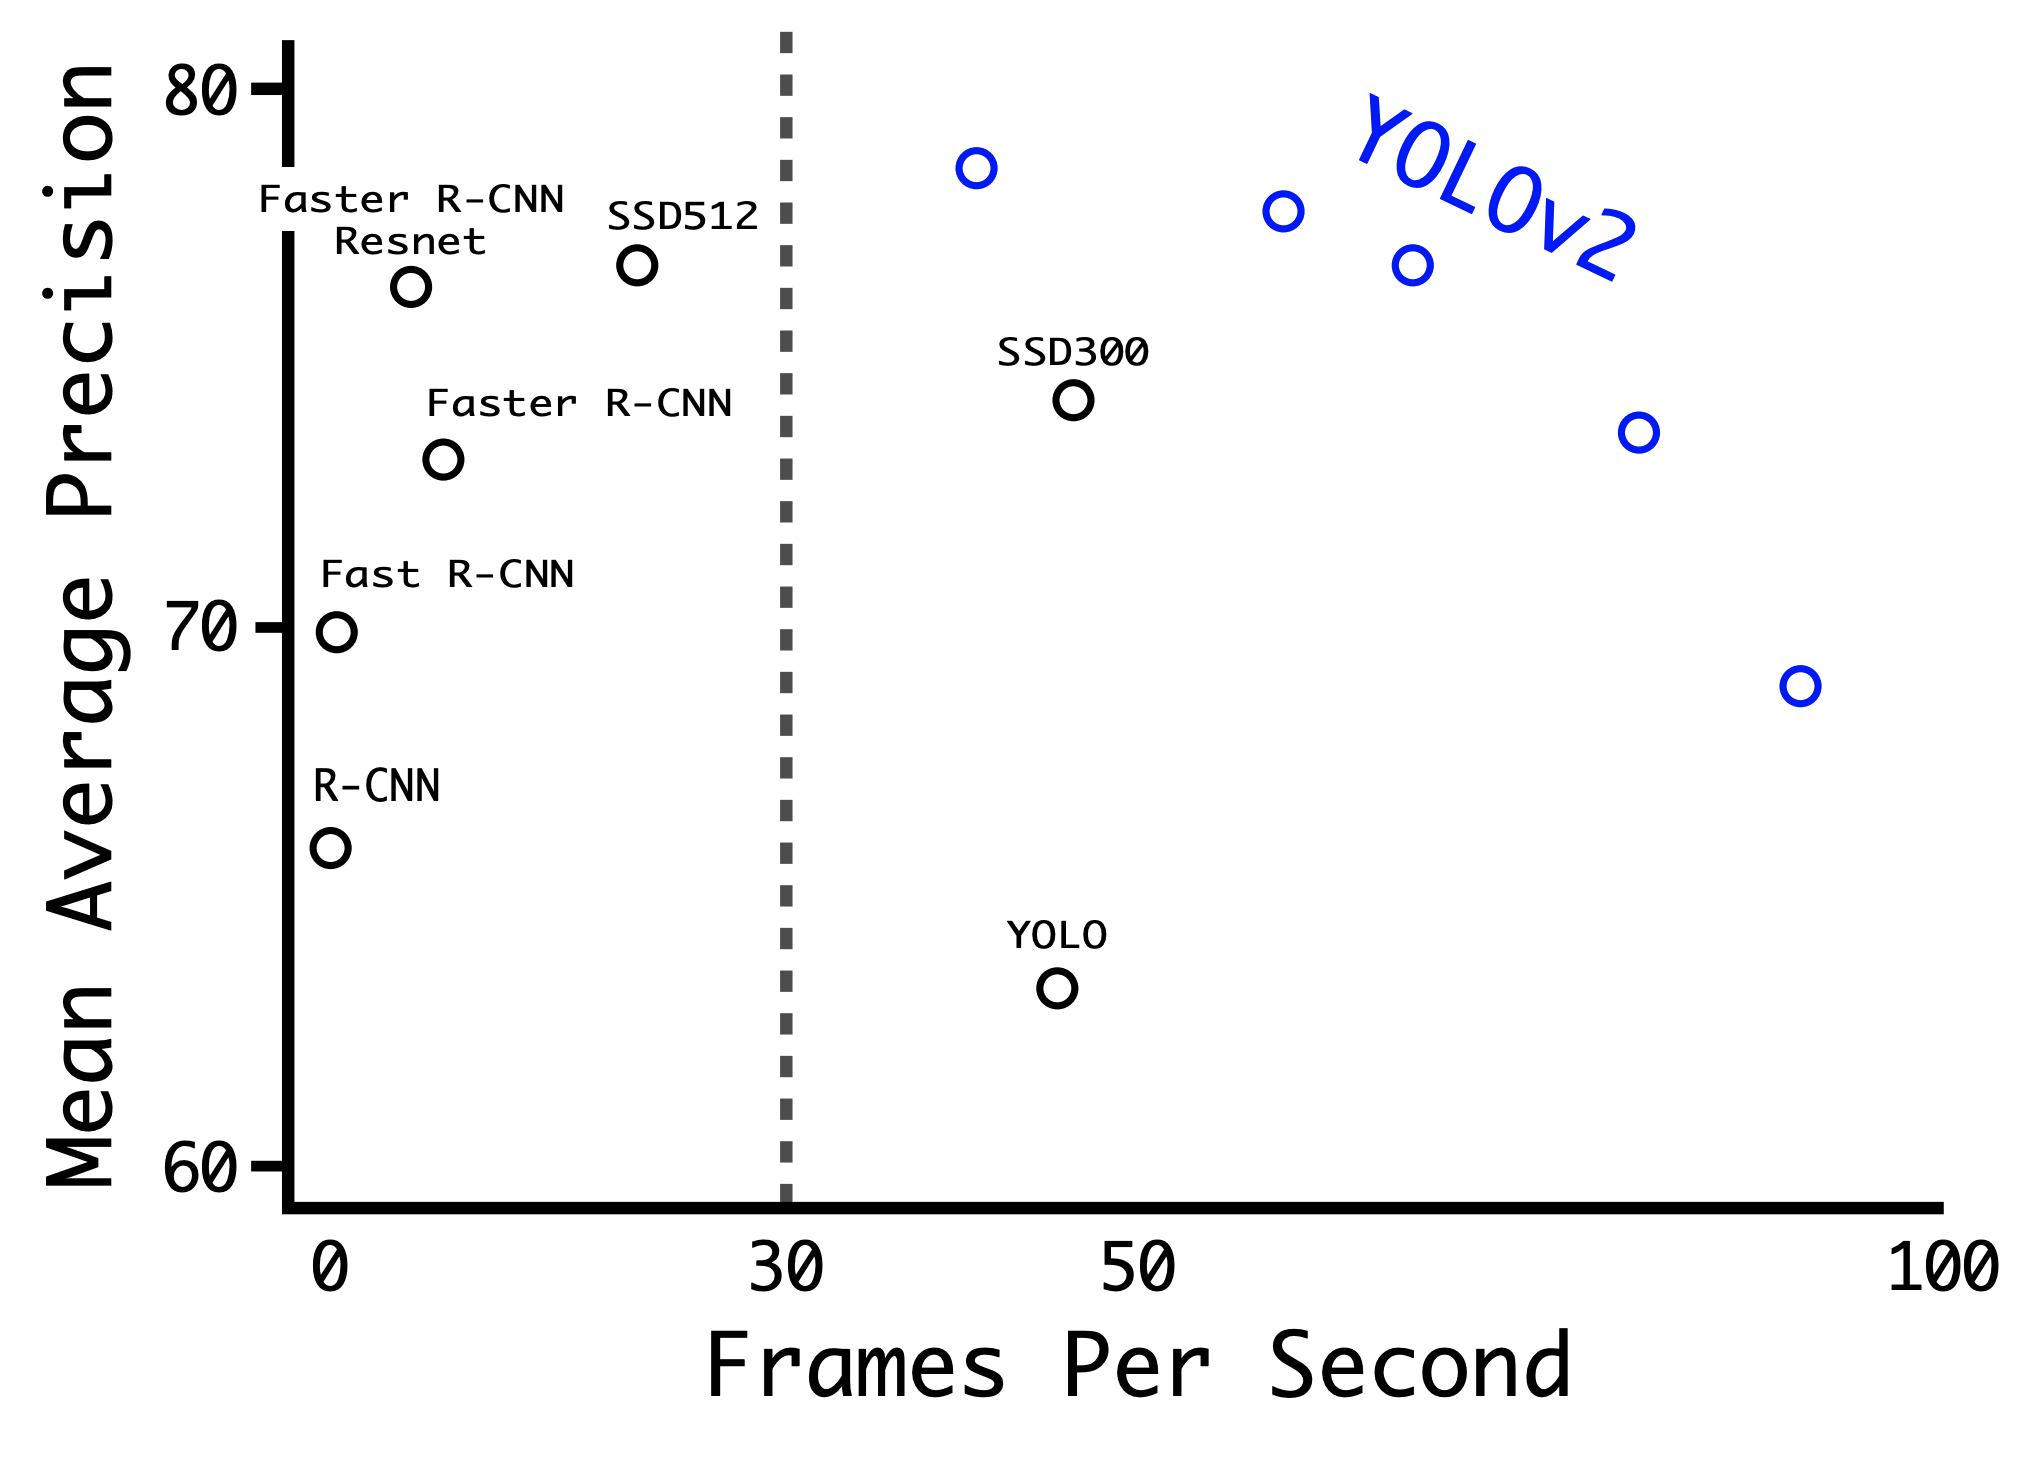 80
YOLOv2
Faster R-CNN
Resnet
SSD512
SSD300
Faster R-CNN
Fast R-CNN
70
R-CNN
YOLO
60
Mean Average Precision
0 30 50 100
Frames Per Second